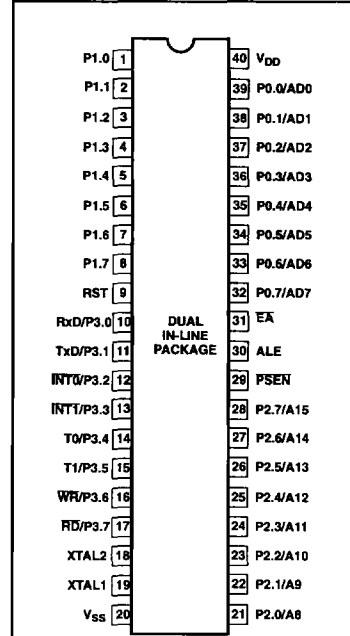 P1.0 1 40 VDD
P1.1 2 39 P0.0/AD0
P1.2 3 38 P0.1/AD1
P1.3 4 37 P0.2/AD2
P1.4 5 36 P0.3/AD3
P1.5 6 35 P0.4/AD4
P1.6 7 34 P0.5/AD5
P1.7 8 33 P0.6/AD6
RST 9 32 P0.7/AD7
RxD/P3.0 10 31 E̅A̅
TxD/P3.1 11 30 ALE
I̅N̅T̅0̅/P3.2 12 29 P̅S̅E̅N̅
I̅N̅T̅1̅/P3.3 13 28 P2.7/A15
T0/P3.4 14 27 P2.6/A14
T1/P3.5 15 26 P2.5/A13
W̅R̅/P3.6 16 25 P2.4/A12
R̅D̅/P3.7 17 24 P2.3/A11
XTAL2 18 23 P2.2/A10
XTAL1 19 22 P2.1/A9
VSS 20 21 P2.0/A8
DUAL
IN-LINE
PACKAGE